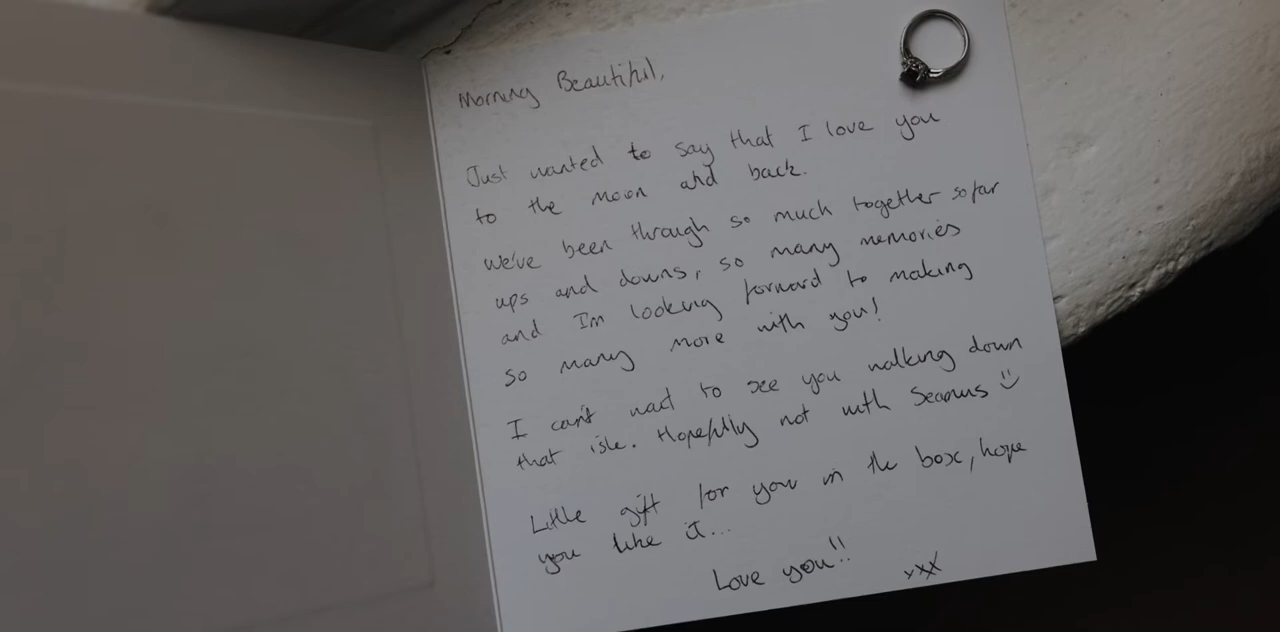 Morning Beautiful,
Just wanted to say that I love you
to the moon and back.
We've been through so much together so far
ups and downs, so many memories
and I'm looking forward to making
so many more with you!
I can't wait to see you walking down
that isle. Hopefully not with Seamus :)
Little gift for you in the box, hope
you like it...
Love you!! xxx